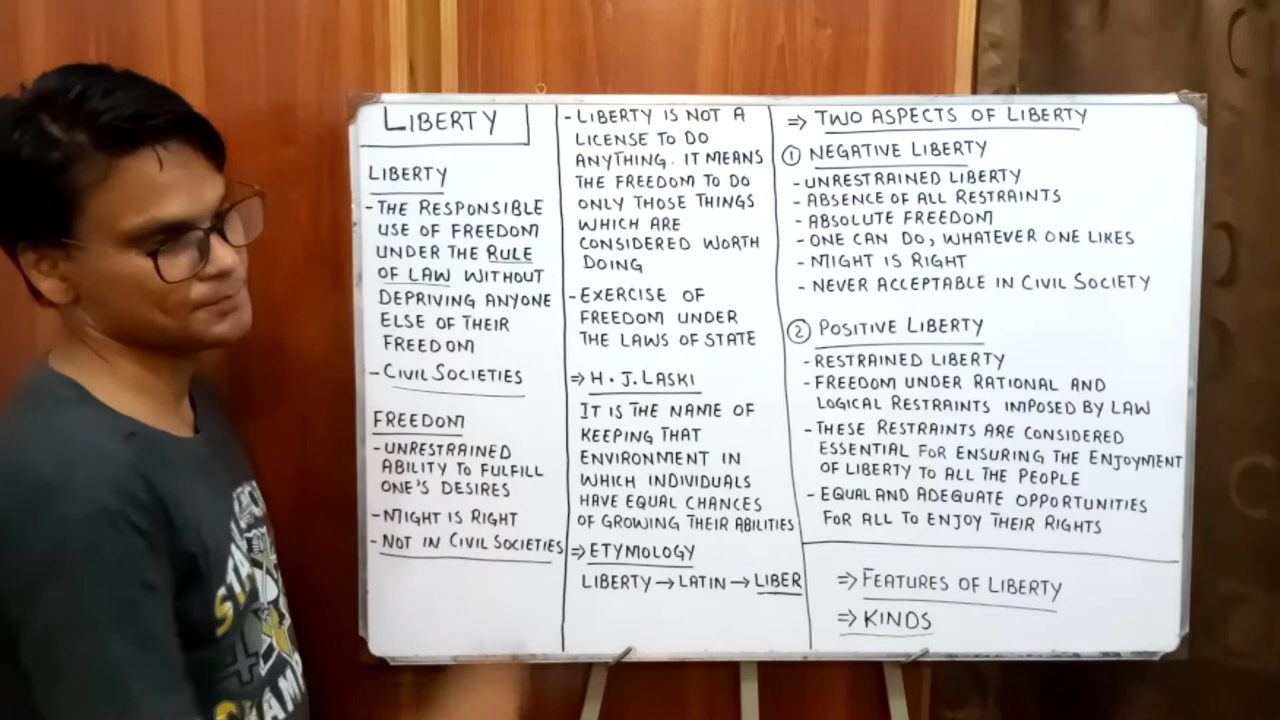 LIBERTY
LIBERTY
- THE RESPONSIBLE
USE OF FREEDOM
UNDER THE RULE
OF LAW WITHOUT
DEPRIVING ANYONE
ELSE OF THEIR
FREEDOM
- CIVIL SOCIETIES
FREEDOM
- UNRESTRAINED
ABILITY TO FULFILL
ONE'S DESIRES
- MIGHT IS RIGHT
- NOT IN CIVIL SOCIETIES
- LIBERTY IS NOT A
LICENSE TO DO
ANYTHING. IT MEANS
THE FREEDOM TO DO
ONLY THOSE THINGS
WHICH ARE
CONSIDERED WORTH
DOING
- EXERCISE OF
FREEDOM UNDER
THE LAWS OF STATE
⇒ H.J. LASKI
IT IS THE NAME OF
KEEPING THAT
ENVIRONMENT IN
WHICH INDIVIDUALS
HAVE EQUAL CHANCES
OF GROWING THEIR ABILITIES
⇒ ETYMOLOGY
LIBERTY → LATIN → LIBER
⇒ TWO ASPECTS OF LIBERTY
① NEGATIVE LIBERTY
- UNRESTRAINED LIBERTY
- ABSENCE OF ALL RESTRAINTS
- ABSOLUTE FREEDOM
- ONE CAN DO, WHATEVER ONE LIKES
- MIGHT IS RIGHT
- NEVER ACCEPTABLE IN CIVIL SOCIETY
② POSITIVE LIBERTY
- RESTRAINED LIBERTY
- FREEDOM UNDER RATIONAL AND
LOGICAL RESTRAINTS IMPOSED BY LAW
- THESE RESTRAINTS ARE CONSIDERED
ESSENTIAL FOR ENSURING THE ENJOYMENT
OF LIBERTY TO ALL THE PEOPLE
- EQUAL AND ADEQUATE OPPORTUNITIES
FOR ALL TO ENJOY THEIR RIGHTS
⇒ FEATURES OF LIBERTY
⇒ KINDS